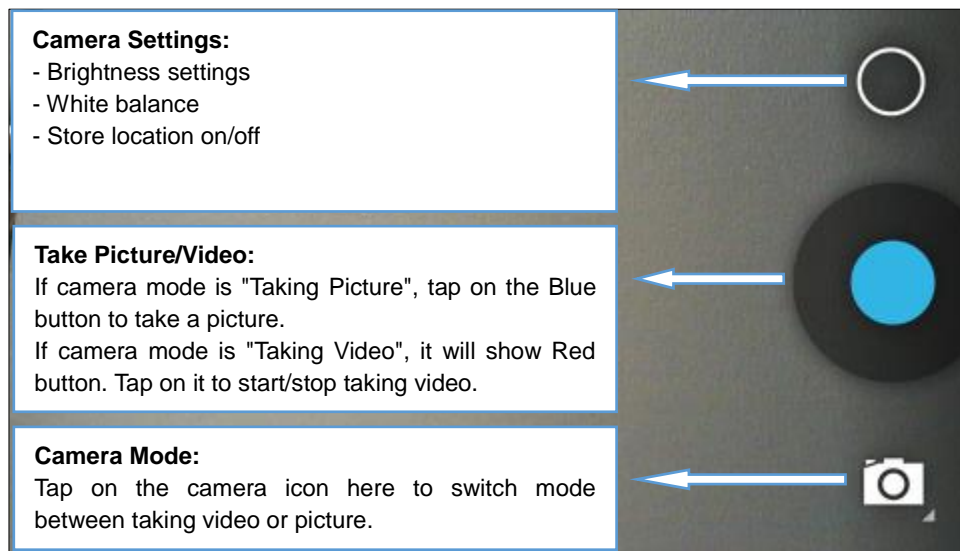 Camera Settings:
- Brightness settings
- White balance
- Store location on/off
Take Picture/Video:
If camera mode is "Taking Picture", tap on the Blue
button to take a picture.
If camera mode is "Taking Video", it will show Red
button. Tap on it to start/stop taking video.
Camera Mode:
Tap on the camera icon here to switch mode
between taking video or picture.